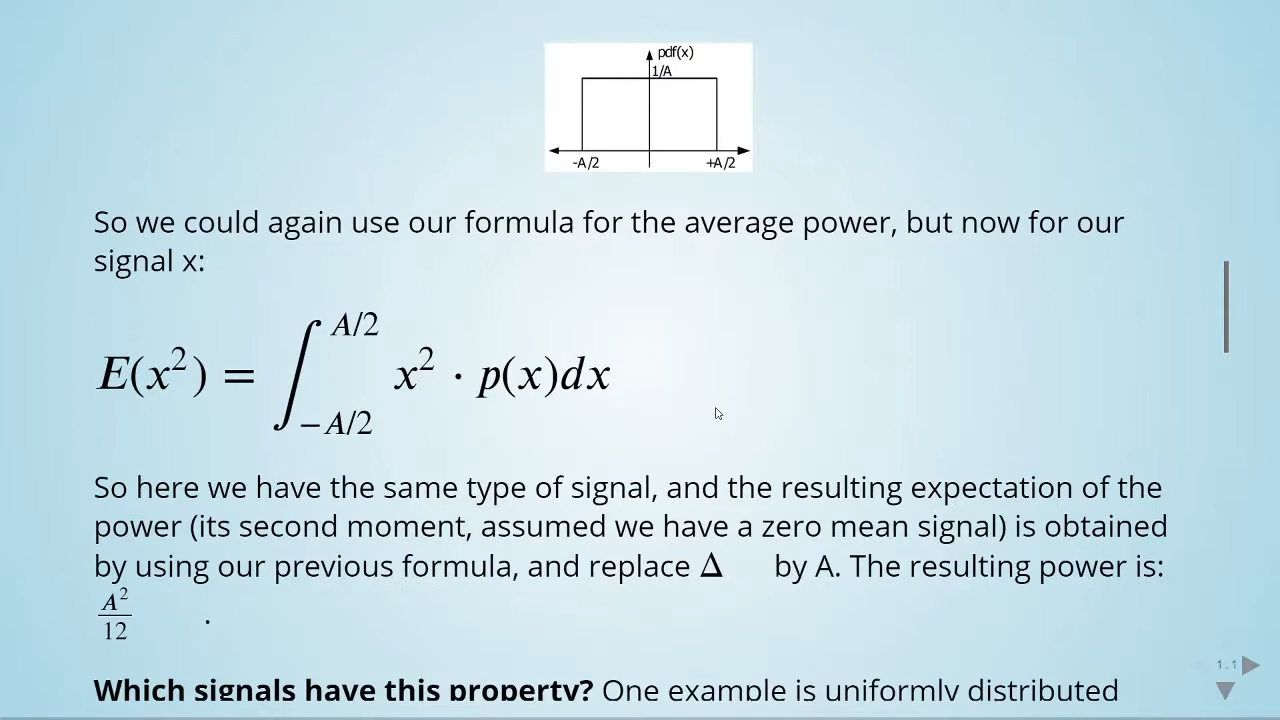 pdf(x)
1/A
-A/2 +A/2
So we could again use our formula for the average power, but now for our
signal x:
E(x²) = ∫_{−A/2}^{A/2} x² · p(x)dx
So here we have the same type of signal, and the resulting expectation of the
power (its second moment, assumed we have a zero mean signal) is obtained
by using our previous formula, and replace Δ by A. The resulting power is:
A²/12 .
Which signals have this property? One example is uniformly distributed
1.1